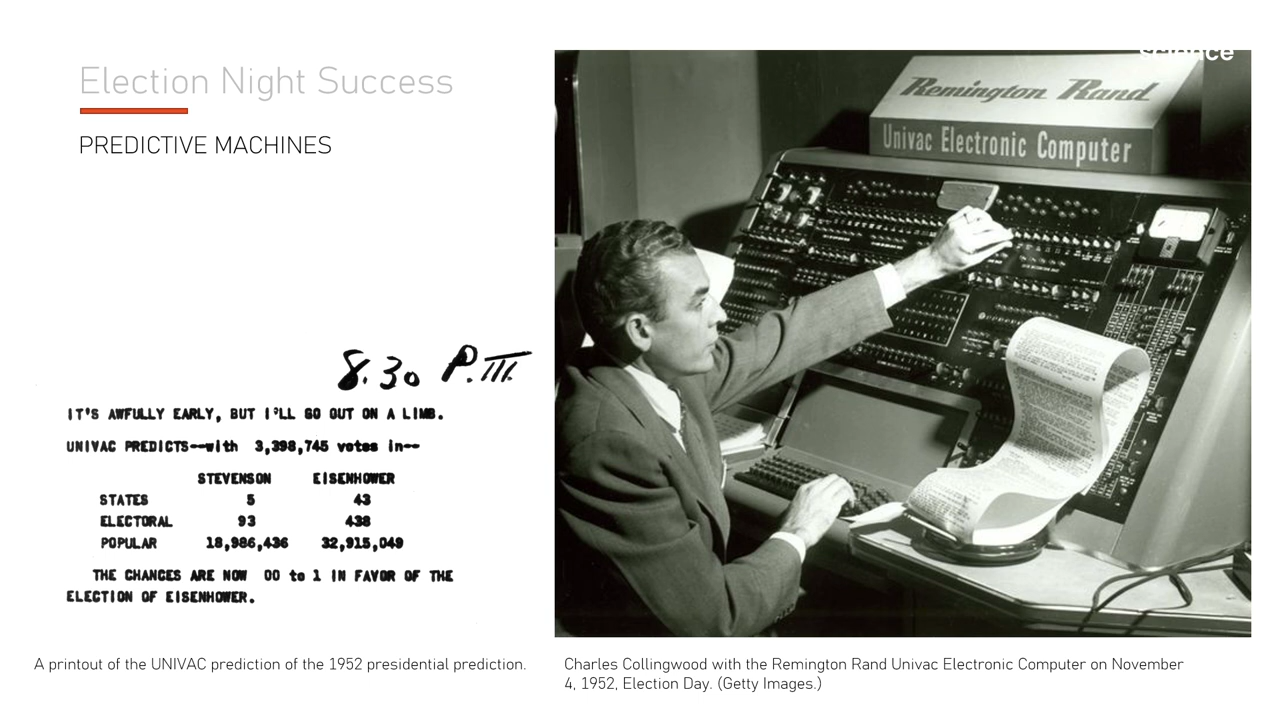 science
Election Night Success
PREDICTIVE MACHINES
Remington Rand
Univac Electronic Computer
8.30 P.M.
IT'S AWFULLY EARLY, BUT I'LL GO OUT ON A LIMB.
UNIVAC PREDICTS--with 3,398,745 votes in--
STEVENSON EISENHOWER
STATES 5 43
ELECTORAL 93 438
POPULAR 18,986,436 32,915,049
THE CHANCES ARE NOW 00 to 1 IN FAVOR OF THE
ELECTION OF EISENHOWER.
A printout of the UNIVAC prediction of the 1952 presidential prediction.
Charles Collingwood with the Remington Rand Univac Electronic Computer on November
4, 1952, Election Day. (Getty Images.)